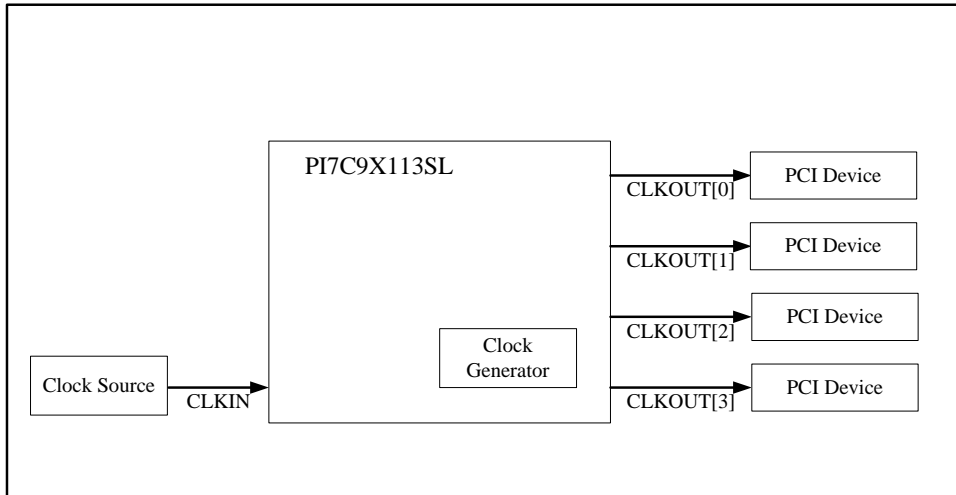 PI7C9X113SL
CLKOUT[0]
PCI Device
CLKOUT[1]
PCI Device
CLKOUT[2]
PCI Device
Clock
Generator
Clock Source
CLKIN
CLKOUT[3]
PCI Device